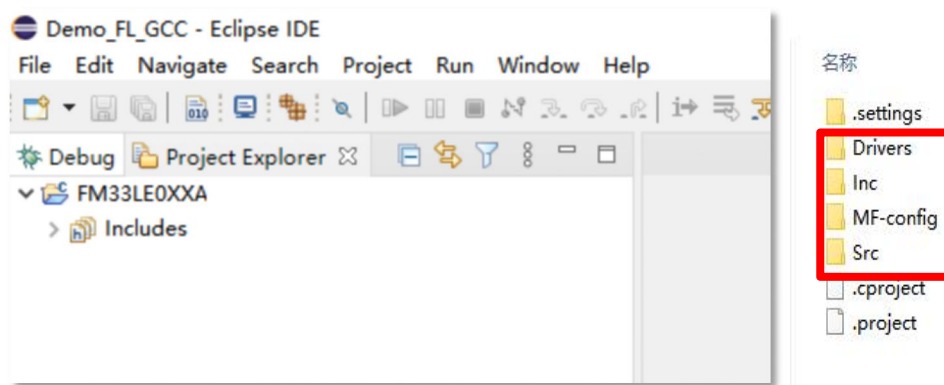 Demo_FL_GCC - Eclipse IDE
File Edit Navigate Search Project Run Window Help
Debug Project Explorer
FM33LE0XXA
Includes
名称
.settings
Drivers
Inc
MF-config
Src
.cproject
.project